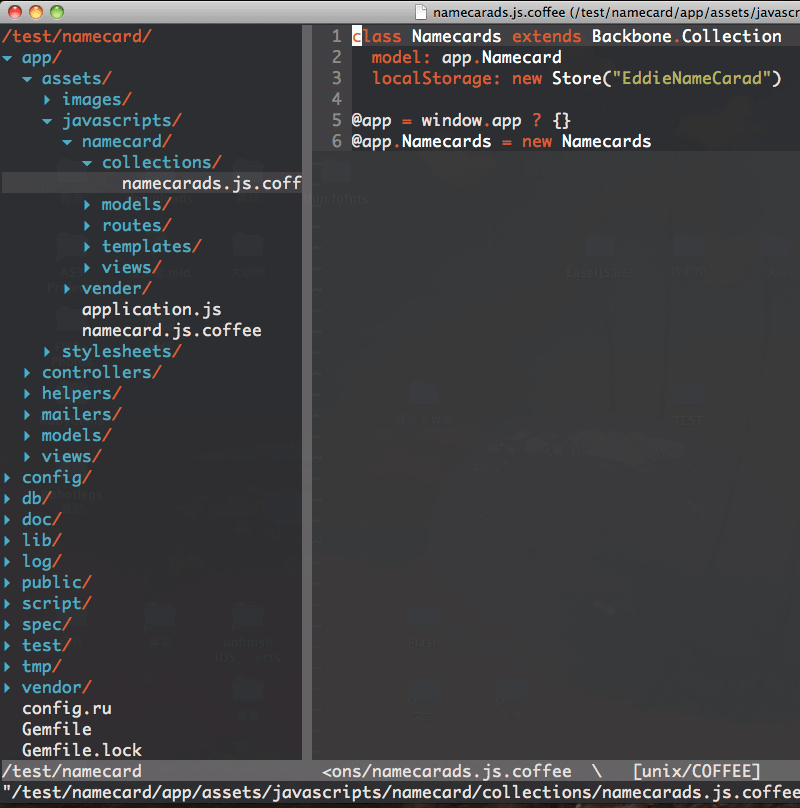 namecarads.js.coffee (/test/namecard/app/assets/javascr
/test/namecard/
app/
assets/
images/
javascripts/
namecard/
collections/
namecarads.js.coff
models/
routes/
templates/
views/
vender/
application.js
namecard.js.coffee
stylesheets/
controllers/
helpers/
mailers/
models/
views/
config/
db/
doc/
lib/
log/
public/
script/
spec/
test/
tmp/
vendor/
config.ru
Gemfile
Gemfile.lock
/test/namecard
1 class Namecards extends Backbone.Collection
2 model: app.Namecard
3 localStorage: new Store("EddieNameCarad")
4
5 @app = window.app ? {}
6 @app.Namecards = new Namecards
TEST
Flash
<ons/namecarads.js.coffee \ [unix/COFFEE]
"/test/namecard/app/assets/javascripts/namecard/collections/namecarads.js.coffee